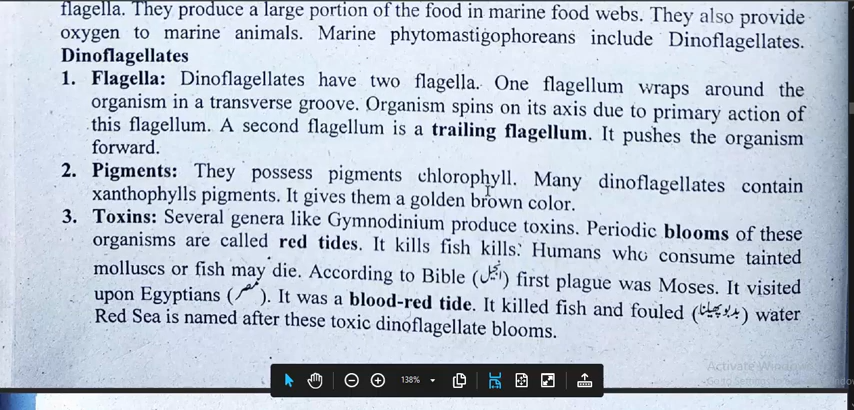 flagella. They produce a large portion of the food in marine food webs. They also provide
oxygen to marine animals. Marine phytomastigophoreans include Dinoflagellates.
Dinoflagellates
1. Flagella: Dinoflagellates have two flagella. One flagellum wraps around the
organism in a transverse groove. Organism spins on its axis due to primary action of
this flagellum. A second flagellum is a trailing flagellum. It pushes the organism
forward.
2. Pigments: They possess pigments chlorophyll. Many dinoflagellates contain
xanthophylls pigments. It gives them a golden brown color.
3. Toxins: Several genera like Gymnodinium produce toxins. Periodic blooms of these
organisms are called red tides. It kills fish kills. Humans who consume tainted
molluscs or fish may die. According to Bible (انجیل) first plague was Moses. It visited
upon Egyptians (مصر). It was a blood-red tide. It killed fish and fouled (بدبو پھیلانا) water
Red Sea is named after these toxic dinoflagellate blooms.
138%
Activate Windows